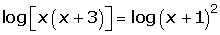 log[x(x+3)] = log(x+1)²